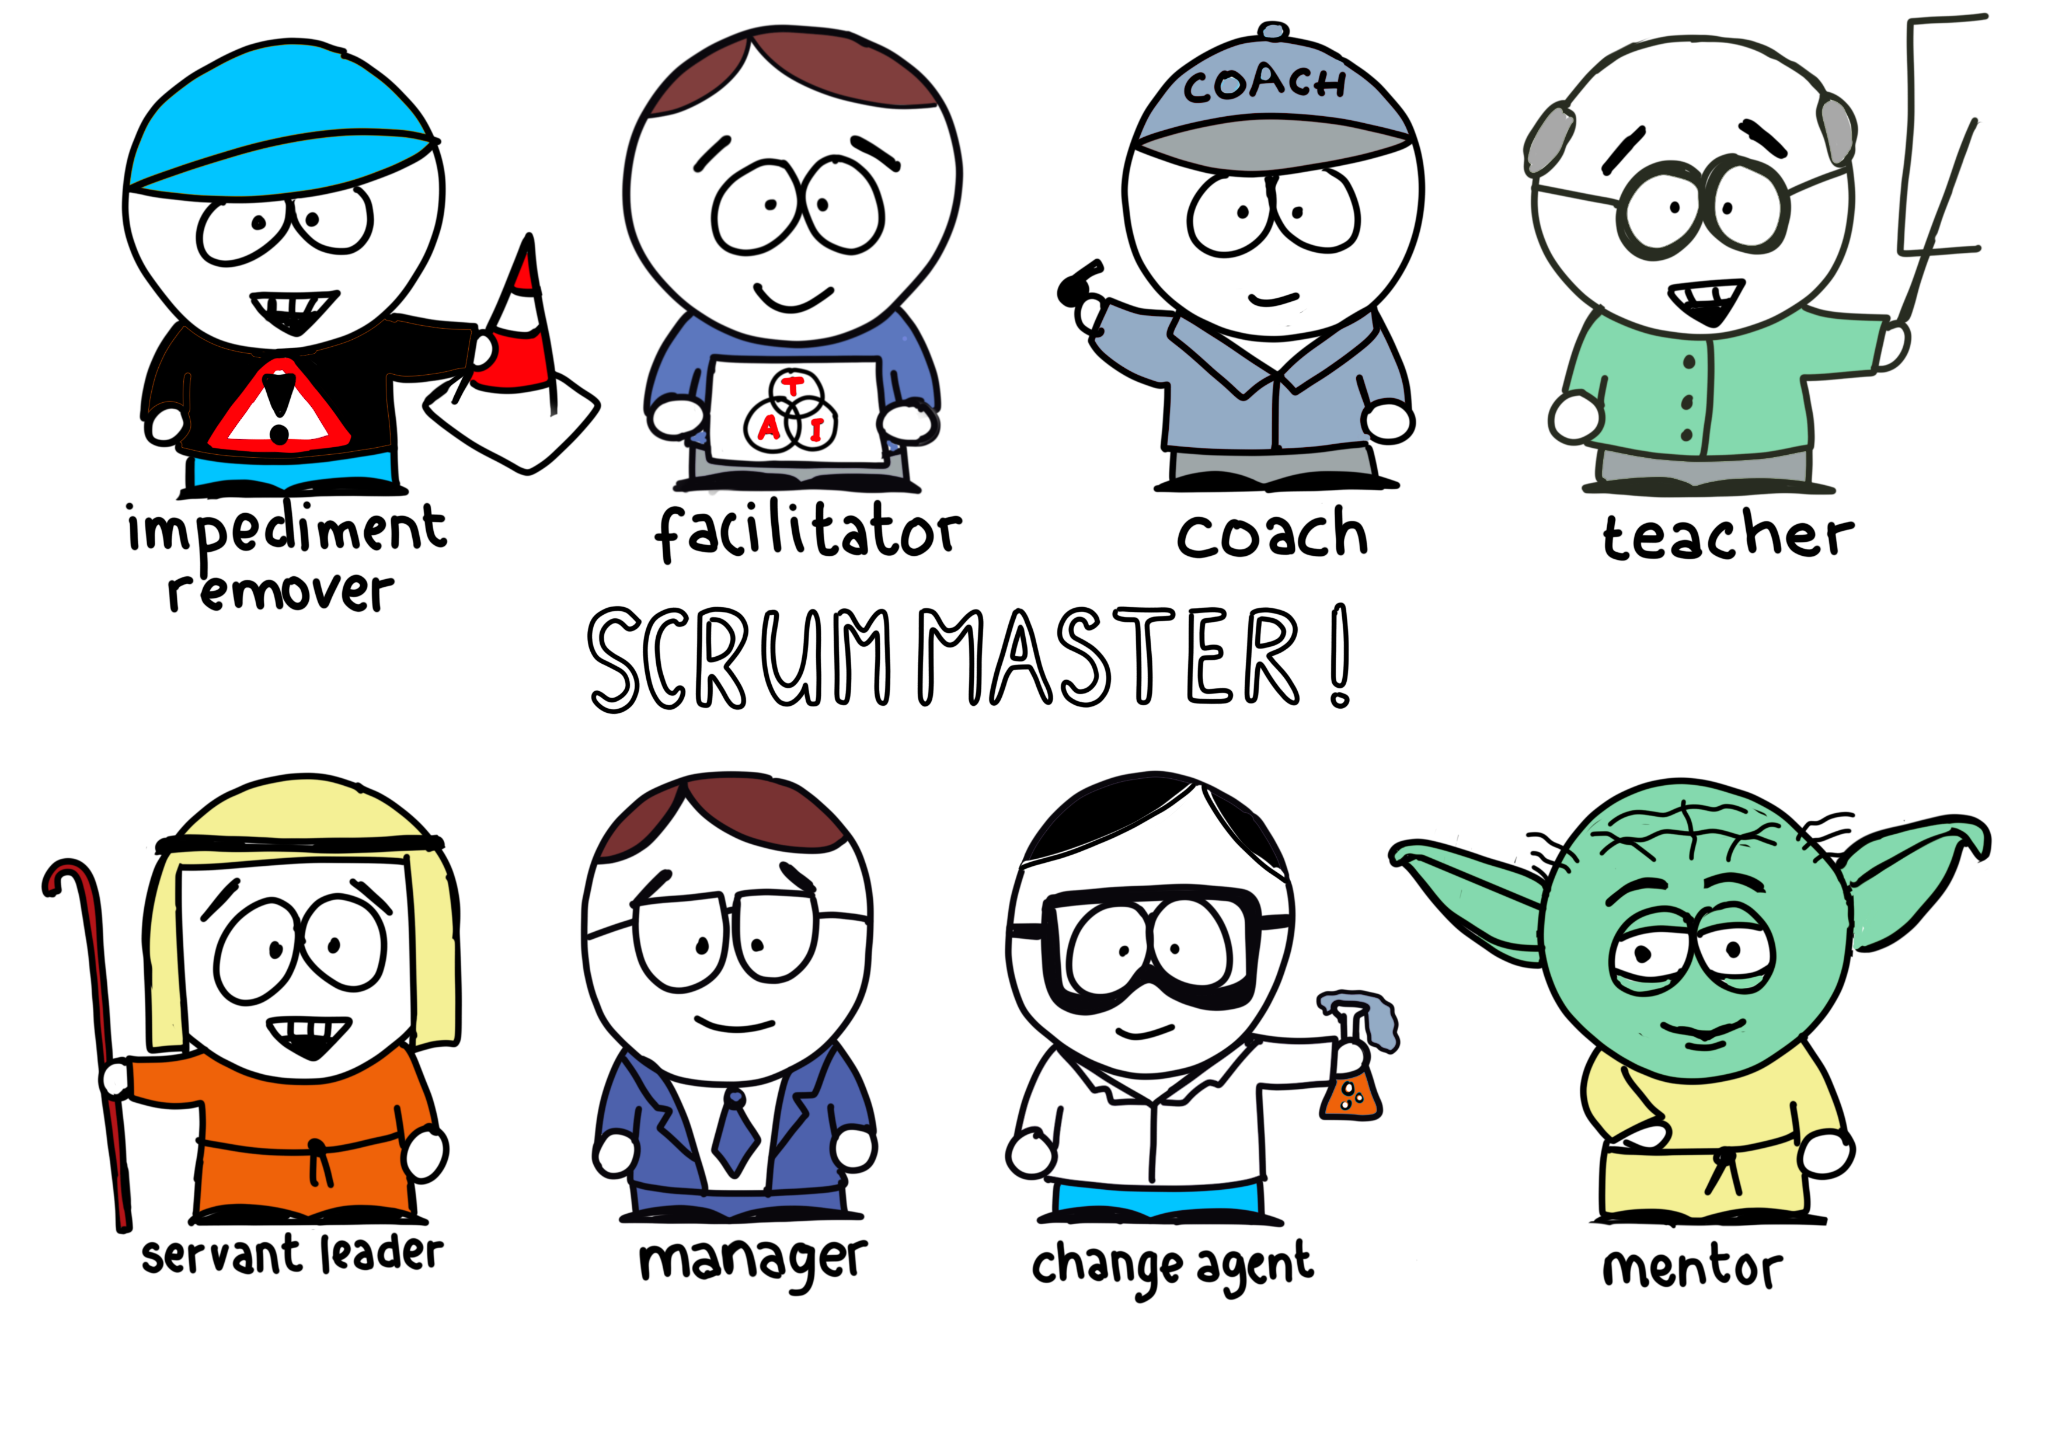 COACH
T
A I
impediment
remover
facilitator
coach
teacher
SCRUM MASTER!
servant leader
manager
change agent
mentor